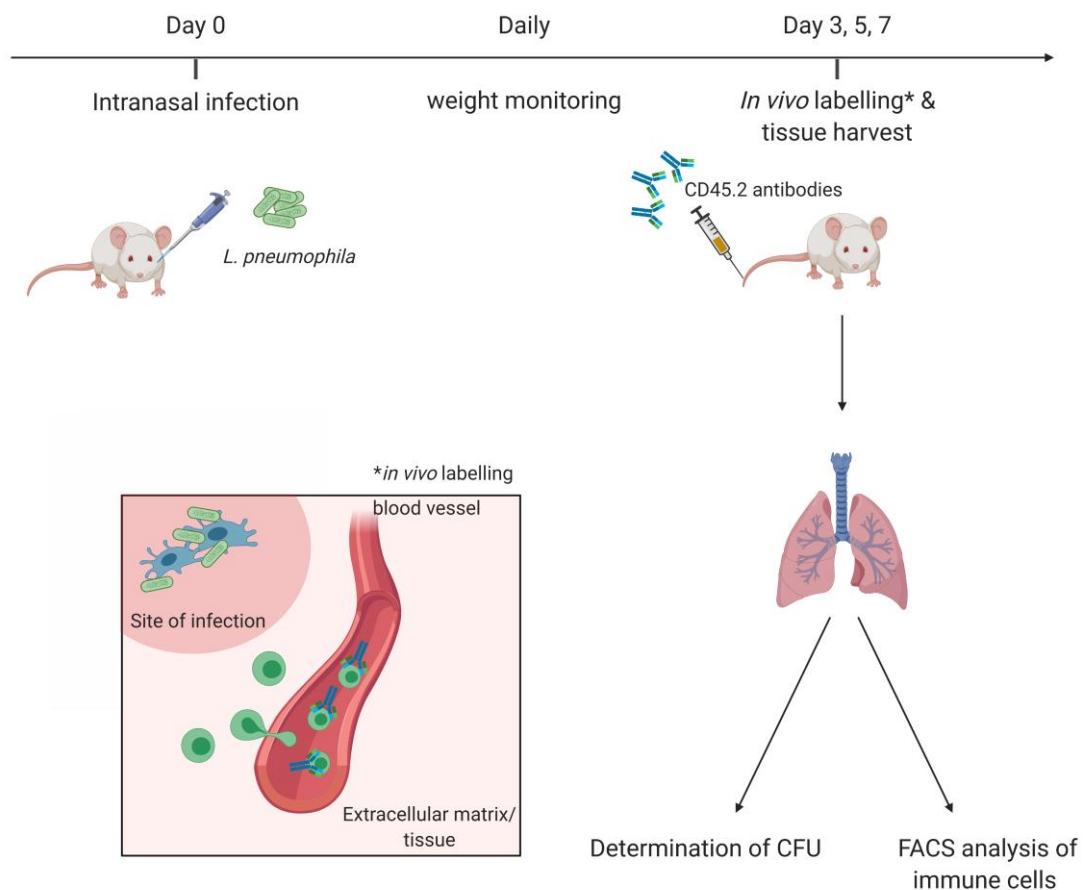 Day 0
Daily
Day 3, 5, 7
Intranasal infection
weight monitoring
In vivo labelling* &
tissue harvest
CD45.2 antibodies
L. pneumophila
*in vivo labelling
blood vessel
Site of infection
Extracellular matrix/
tissue
Determination of CFU
FACS analysis of
immune cells